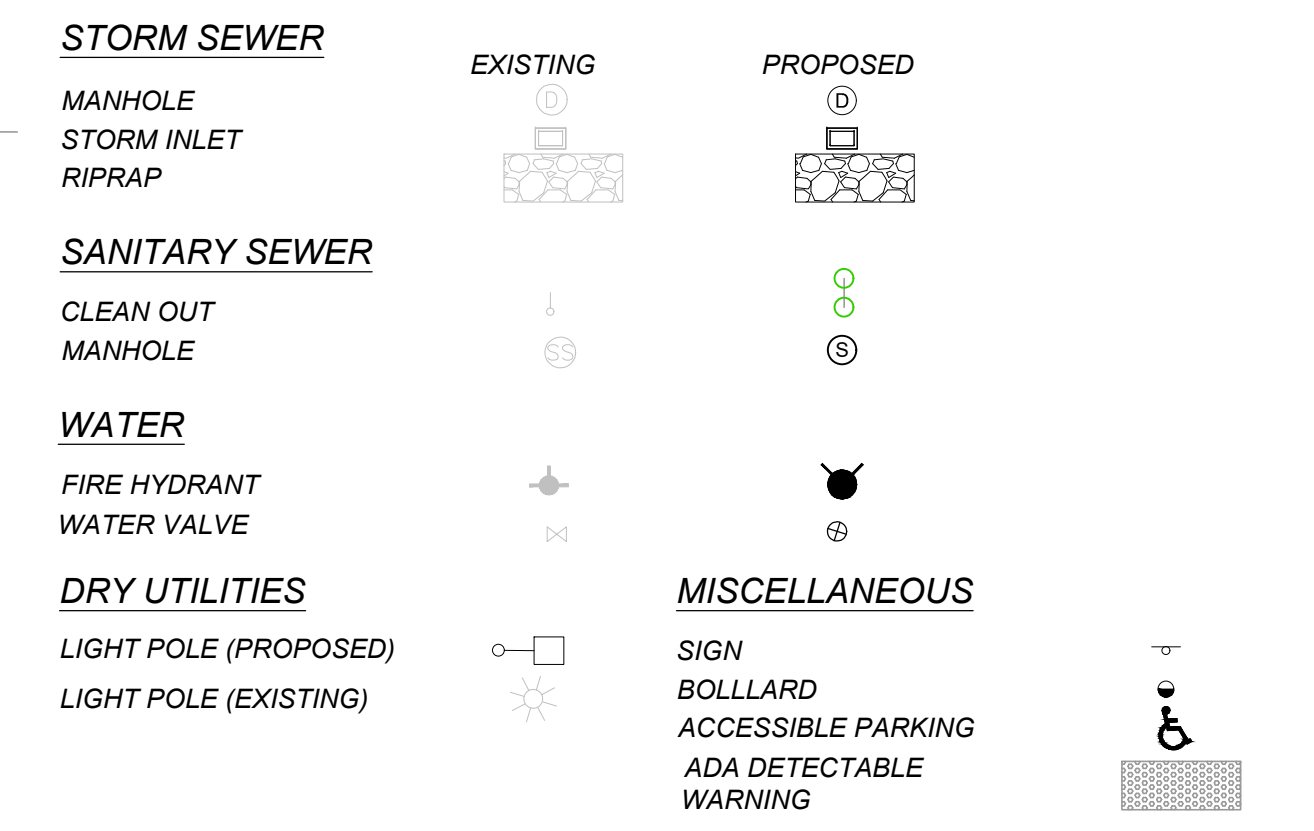 STORM SEWER
EXISTING PROPOSED
MANHOLE D D
STORM INLET
RIPRAP
SANITARY SEWER
CLEAN OUT
MANHOLE SS S
WATER
FIRE HYDRANT
WATER VALVE
DRY UTILITIES
LIGHT POLE (PROPOSED)
LIGHT POLE (EXISTING)
MISCELLANEOUS
SIGN
BOLLLARD
ACCESSIBLE PARKING
ADA DETECTABLE
WARNING